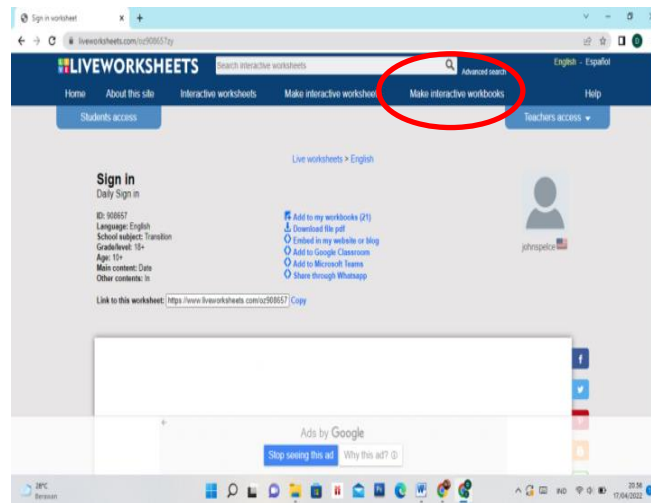 Sign in worksheet
liveworksheets.com/oz908657zy
LIVEWORKSHEETS
Search interactive worksheets
Advanced search
English - Español
Home About this site Interactive worksheets Make interactive worksheets Make interactive workbooks Help
Students access
Teachers access
Live worksheets > English
Sign in
Daily Sign in
ID: 908657
Language: English
School subject: Transition
Grade/level: 18+
Age: 10+
Main content: Date
Other contents: In
Add to my workbooks (21)
Download file pdf
Embed in my website or blog
Add to Google Classroom
Add to Microsoft Teams
Share through Whatsapp
johnspelce
Link to this worksheet: https://www.liveworksheets.com/oz908657 Copy
Ads by Google
Stop seeing this ad Why this ad?
28°C
Berawan
20.58
17/04/2022